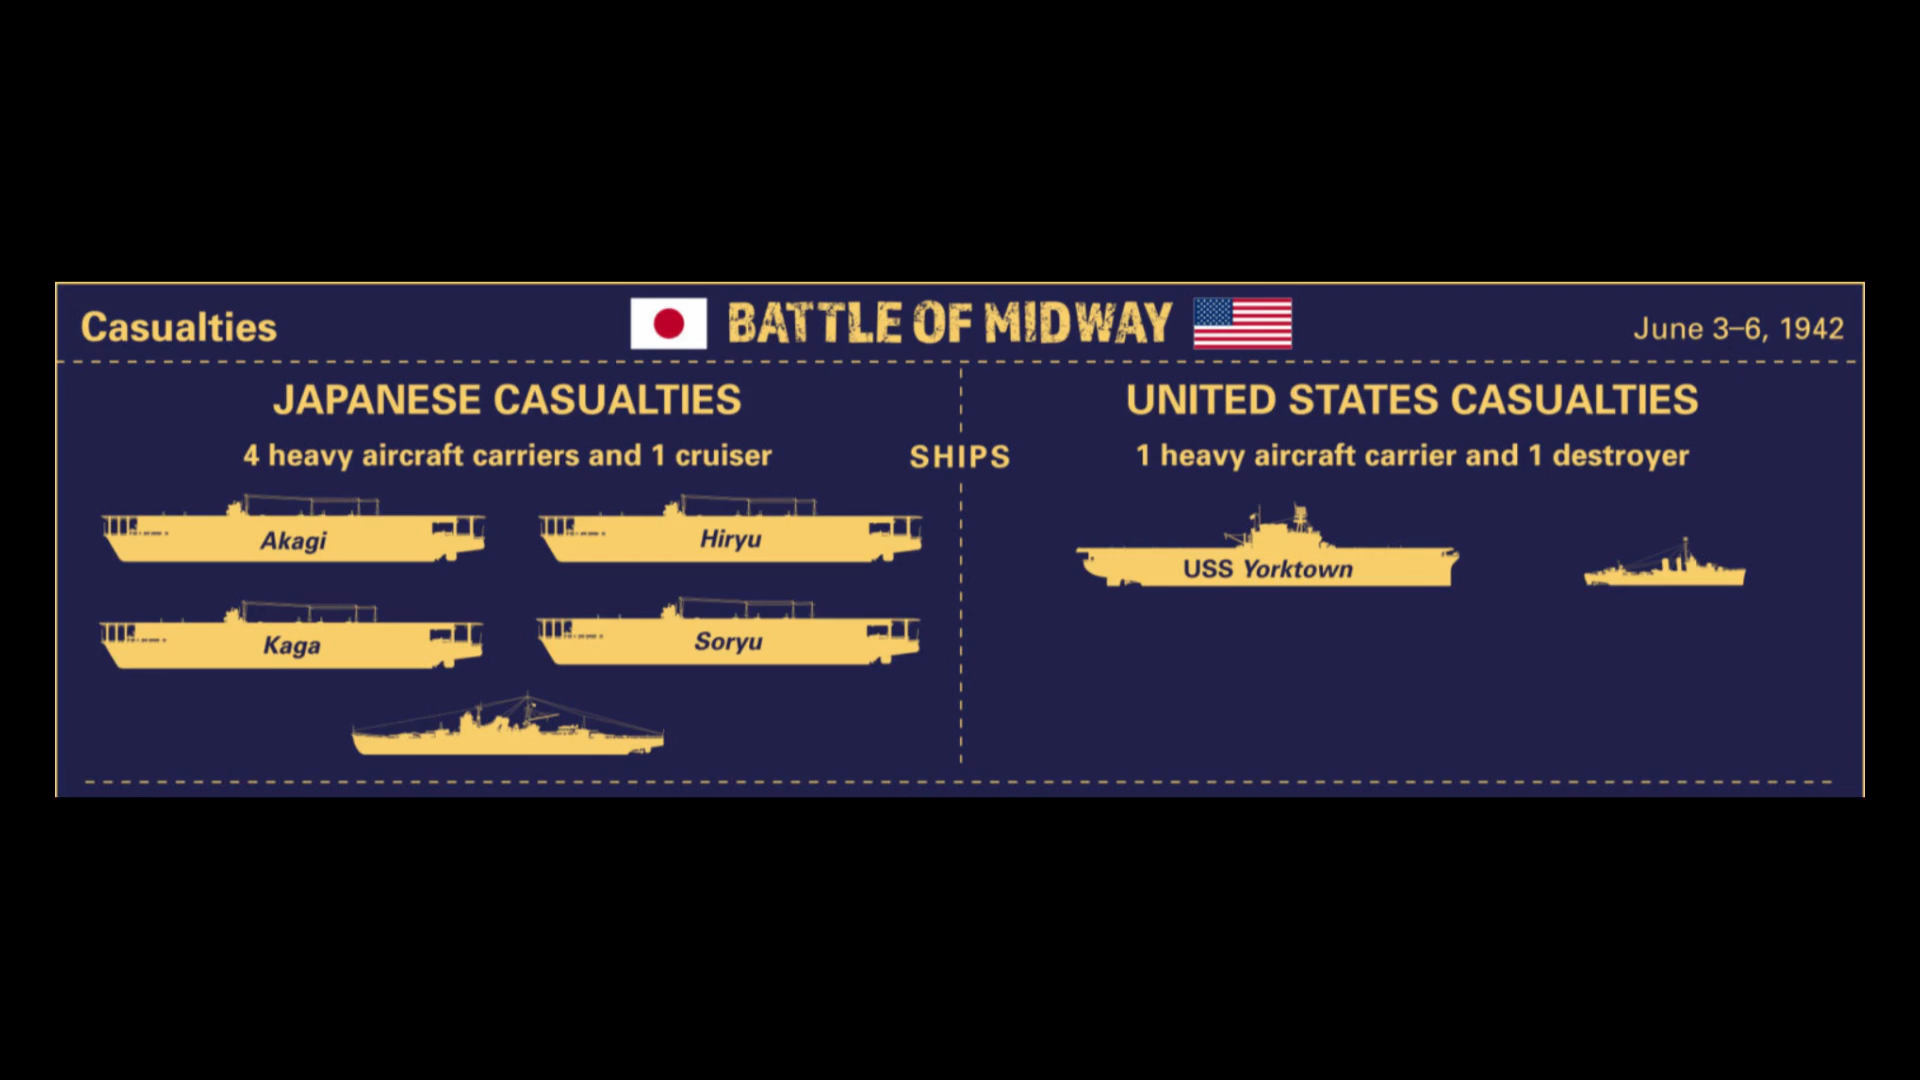 Casualties
BATTLE OF MIDWAY
June 3–6, 1942
JAPANESE CASUALTIES
UNITED STATES CASUALTIES
4 heavy aircraft carriers and 1 cruiser
SHIPS
1 heavy aircraft carrier and 1 destroyer
Akagi
Hiryu
USS Yorktown
Kaga
Soryu